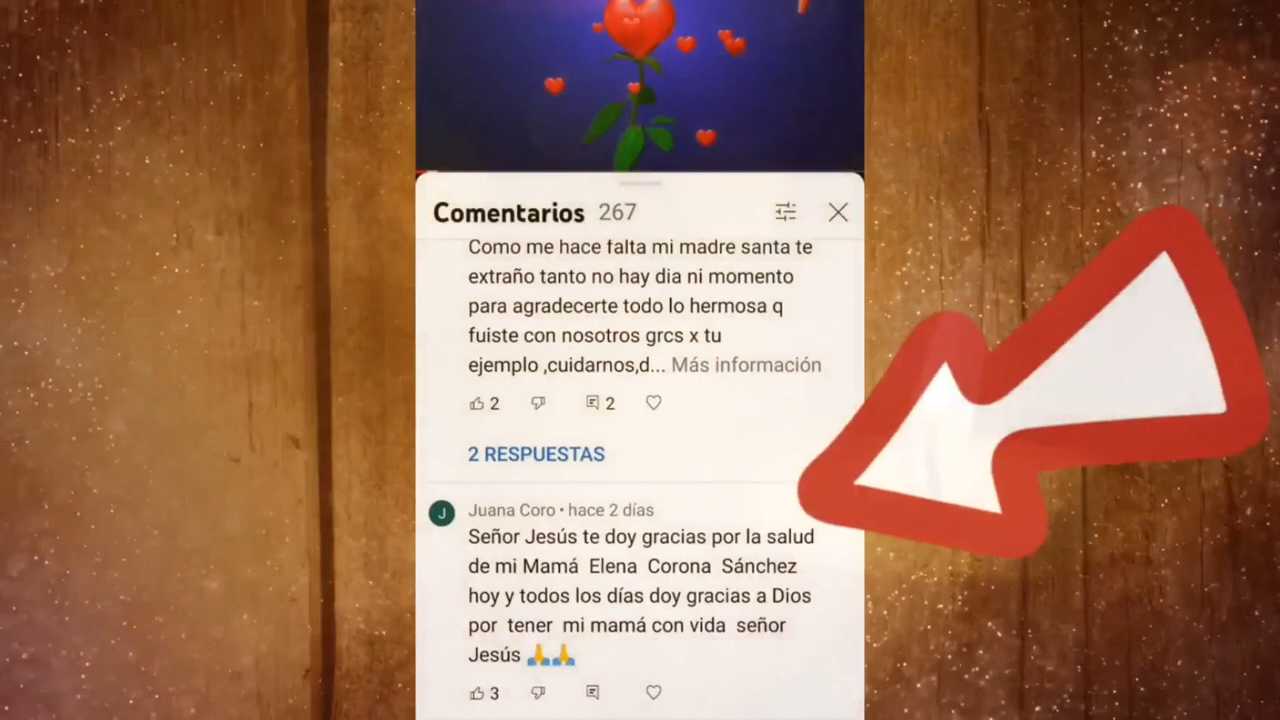 Comentarios 267
Como me hace falta mi madre santa te
extraño tanto no hay dia ni momento
para agradecerte todo lo hermosa q
fuiste con nosotros grcs x tu
ejemplo ,cuidarnos,d... Más información
2 2
2 RESPUESTAS
J Juana Coro • hace 2 días
Señor Jesús te doy gracias por la salud
de mi Mamá Elena Corona Sánchez
hoy y todos los días doy gracias a Dios
por tener mi mamá con vida señor
Jesús 🙏🙏
3